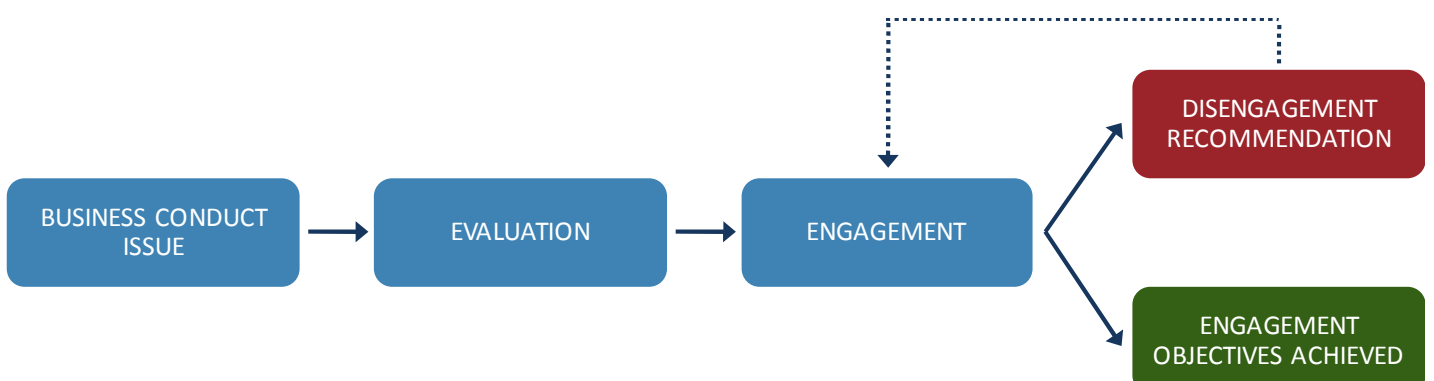 BUSINESS CONDUCT
ISSUE
EVALUATION
ENGAGEMENT
DISENGAGEMENT
RECOMMENDATION
ENGAGEMENT
OBJECTIVES ACHIEVED